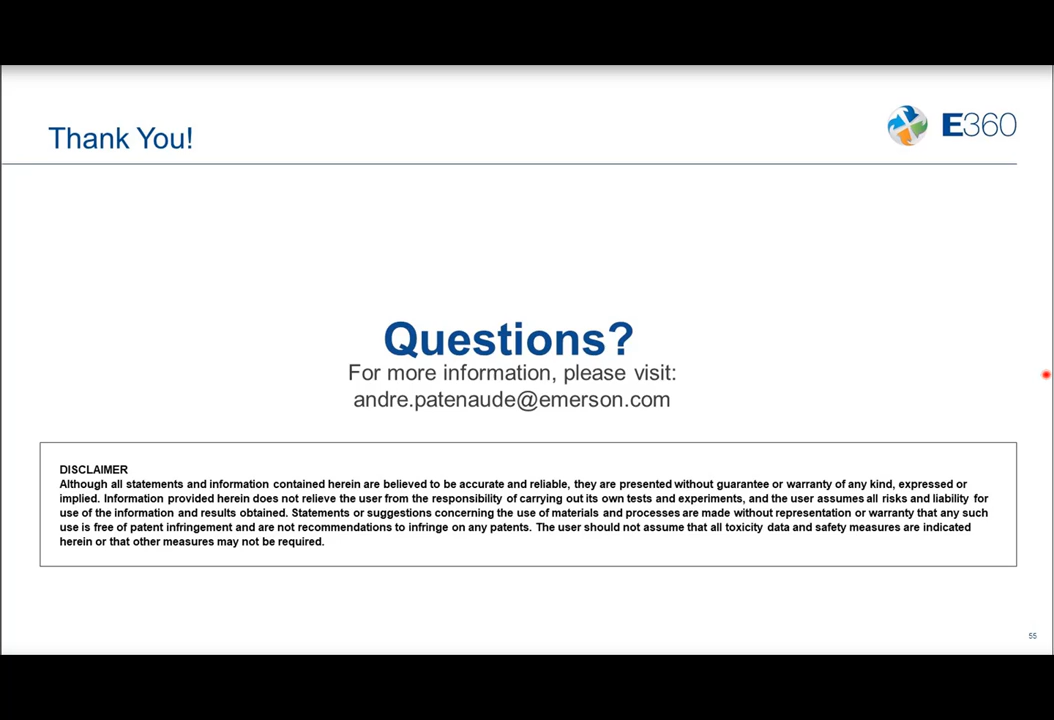 Thank You!
E360
Questions?
For more information, please visit:
andre.patenaude@emerson.com
DISCLAIMER
Although all statements and information contained herein are believed to be accurate and reliable, they are presented without guarantee or warranty of any kind, expressed or
implied. Information provided herein does not relieve the user from the responsibility of carrying out its own tests and experiments, and the user assumes all risks and liability for
use of the information and results obtained. Statements or suggestions concerning the use of materials and processes are made without representation or warranty that any such
use is free of patent infringement and are not recommendations to infringe on any patents. The user should not assume that all toxicity data and safety measures are indicated
herein or that other measures may not be required.
55